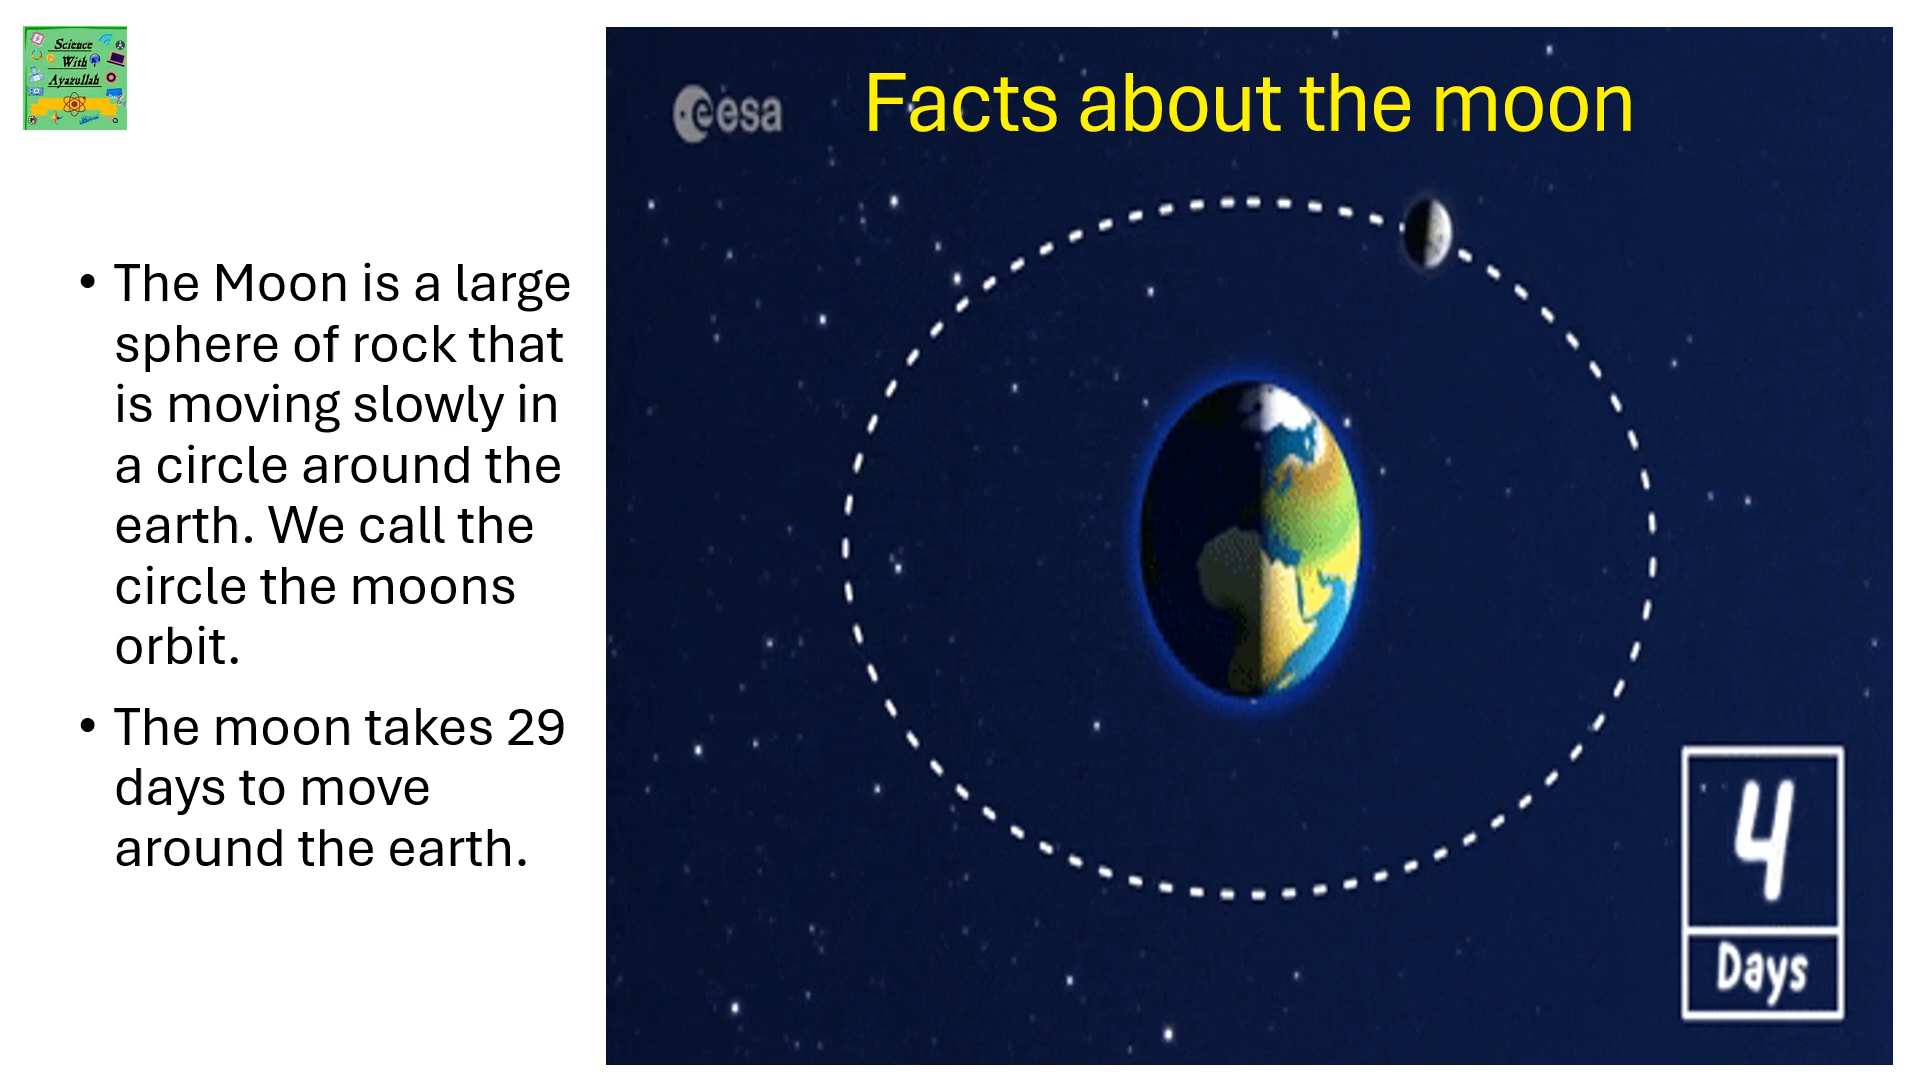 Science
With
Ayazullah
esa
Facts about the moon
• The Moon is a large
sphere of rock that
is moving slowly in
a circle around the
earth. We call the
circle the moons
orbit.
• The moon takes 29
days to move
around the earth.
4
Days